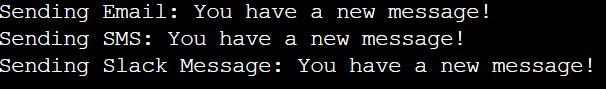 Sending Email: You have a new message!
Sending SMS: You have a new message!
Sending Slack Message: You have a new message!